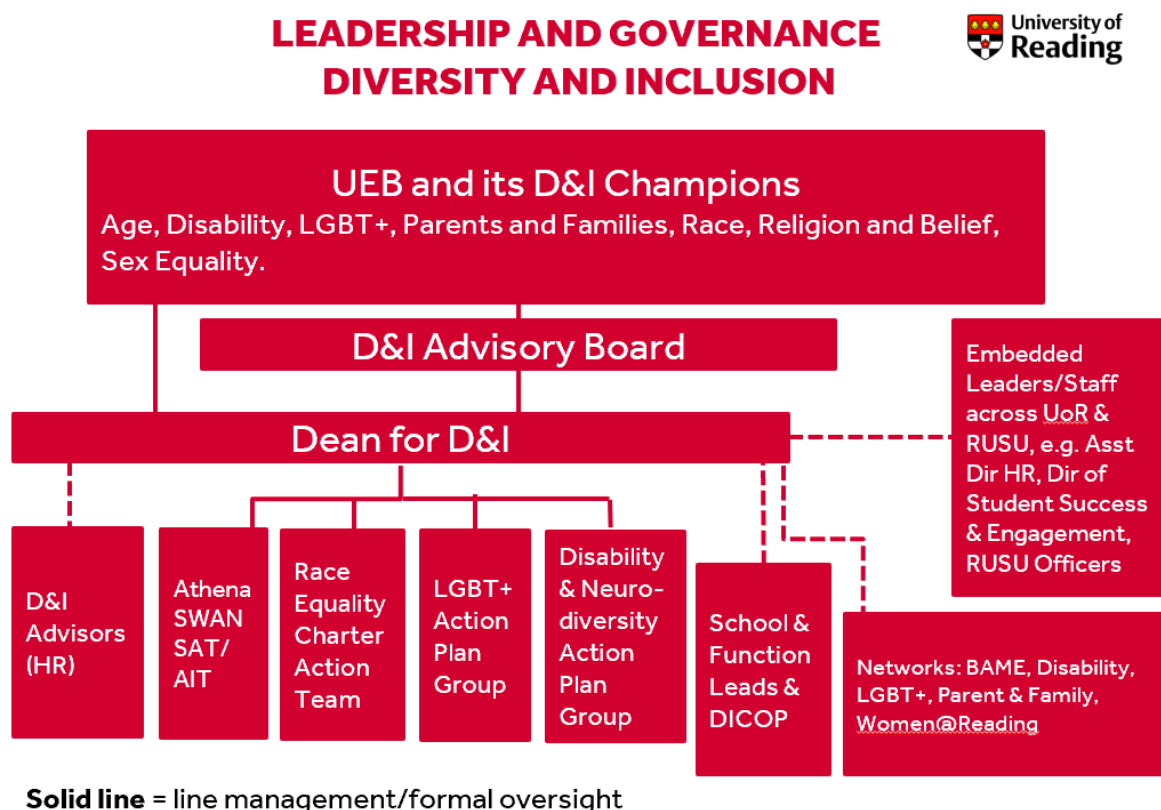 LEADERSHIP AND GOVERNANCE
DIVERSITY AND INCLUSION
University of
Reading
UEB and its D&I Champions
Age, Disability, LGBT+, Parents and Families, Race, Religion and Belief,
Sex Equality.
D&I Advisory Board
Dean for D&I
Embedded
Leaders/Staff
across UoR &
RUSU, e.g. Asst
Dir HR, Dir of
Student Success
& Engagement,
RUSU Officers
D&I
Advisors
(HR)
Athena
SWAN
SAT/
AIT
Race
Equality
Charter
Action
Team
LGBT+
Action
Plan
Group
Disability
& Neuro-
diversity
Action
Plan
Group
School &
Function
Leads &
DICOP
Networks: BAME, Disability,
LGBT+, Parent & Family,
Women@Reading
Solid line = line management/formal oversight